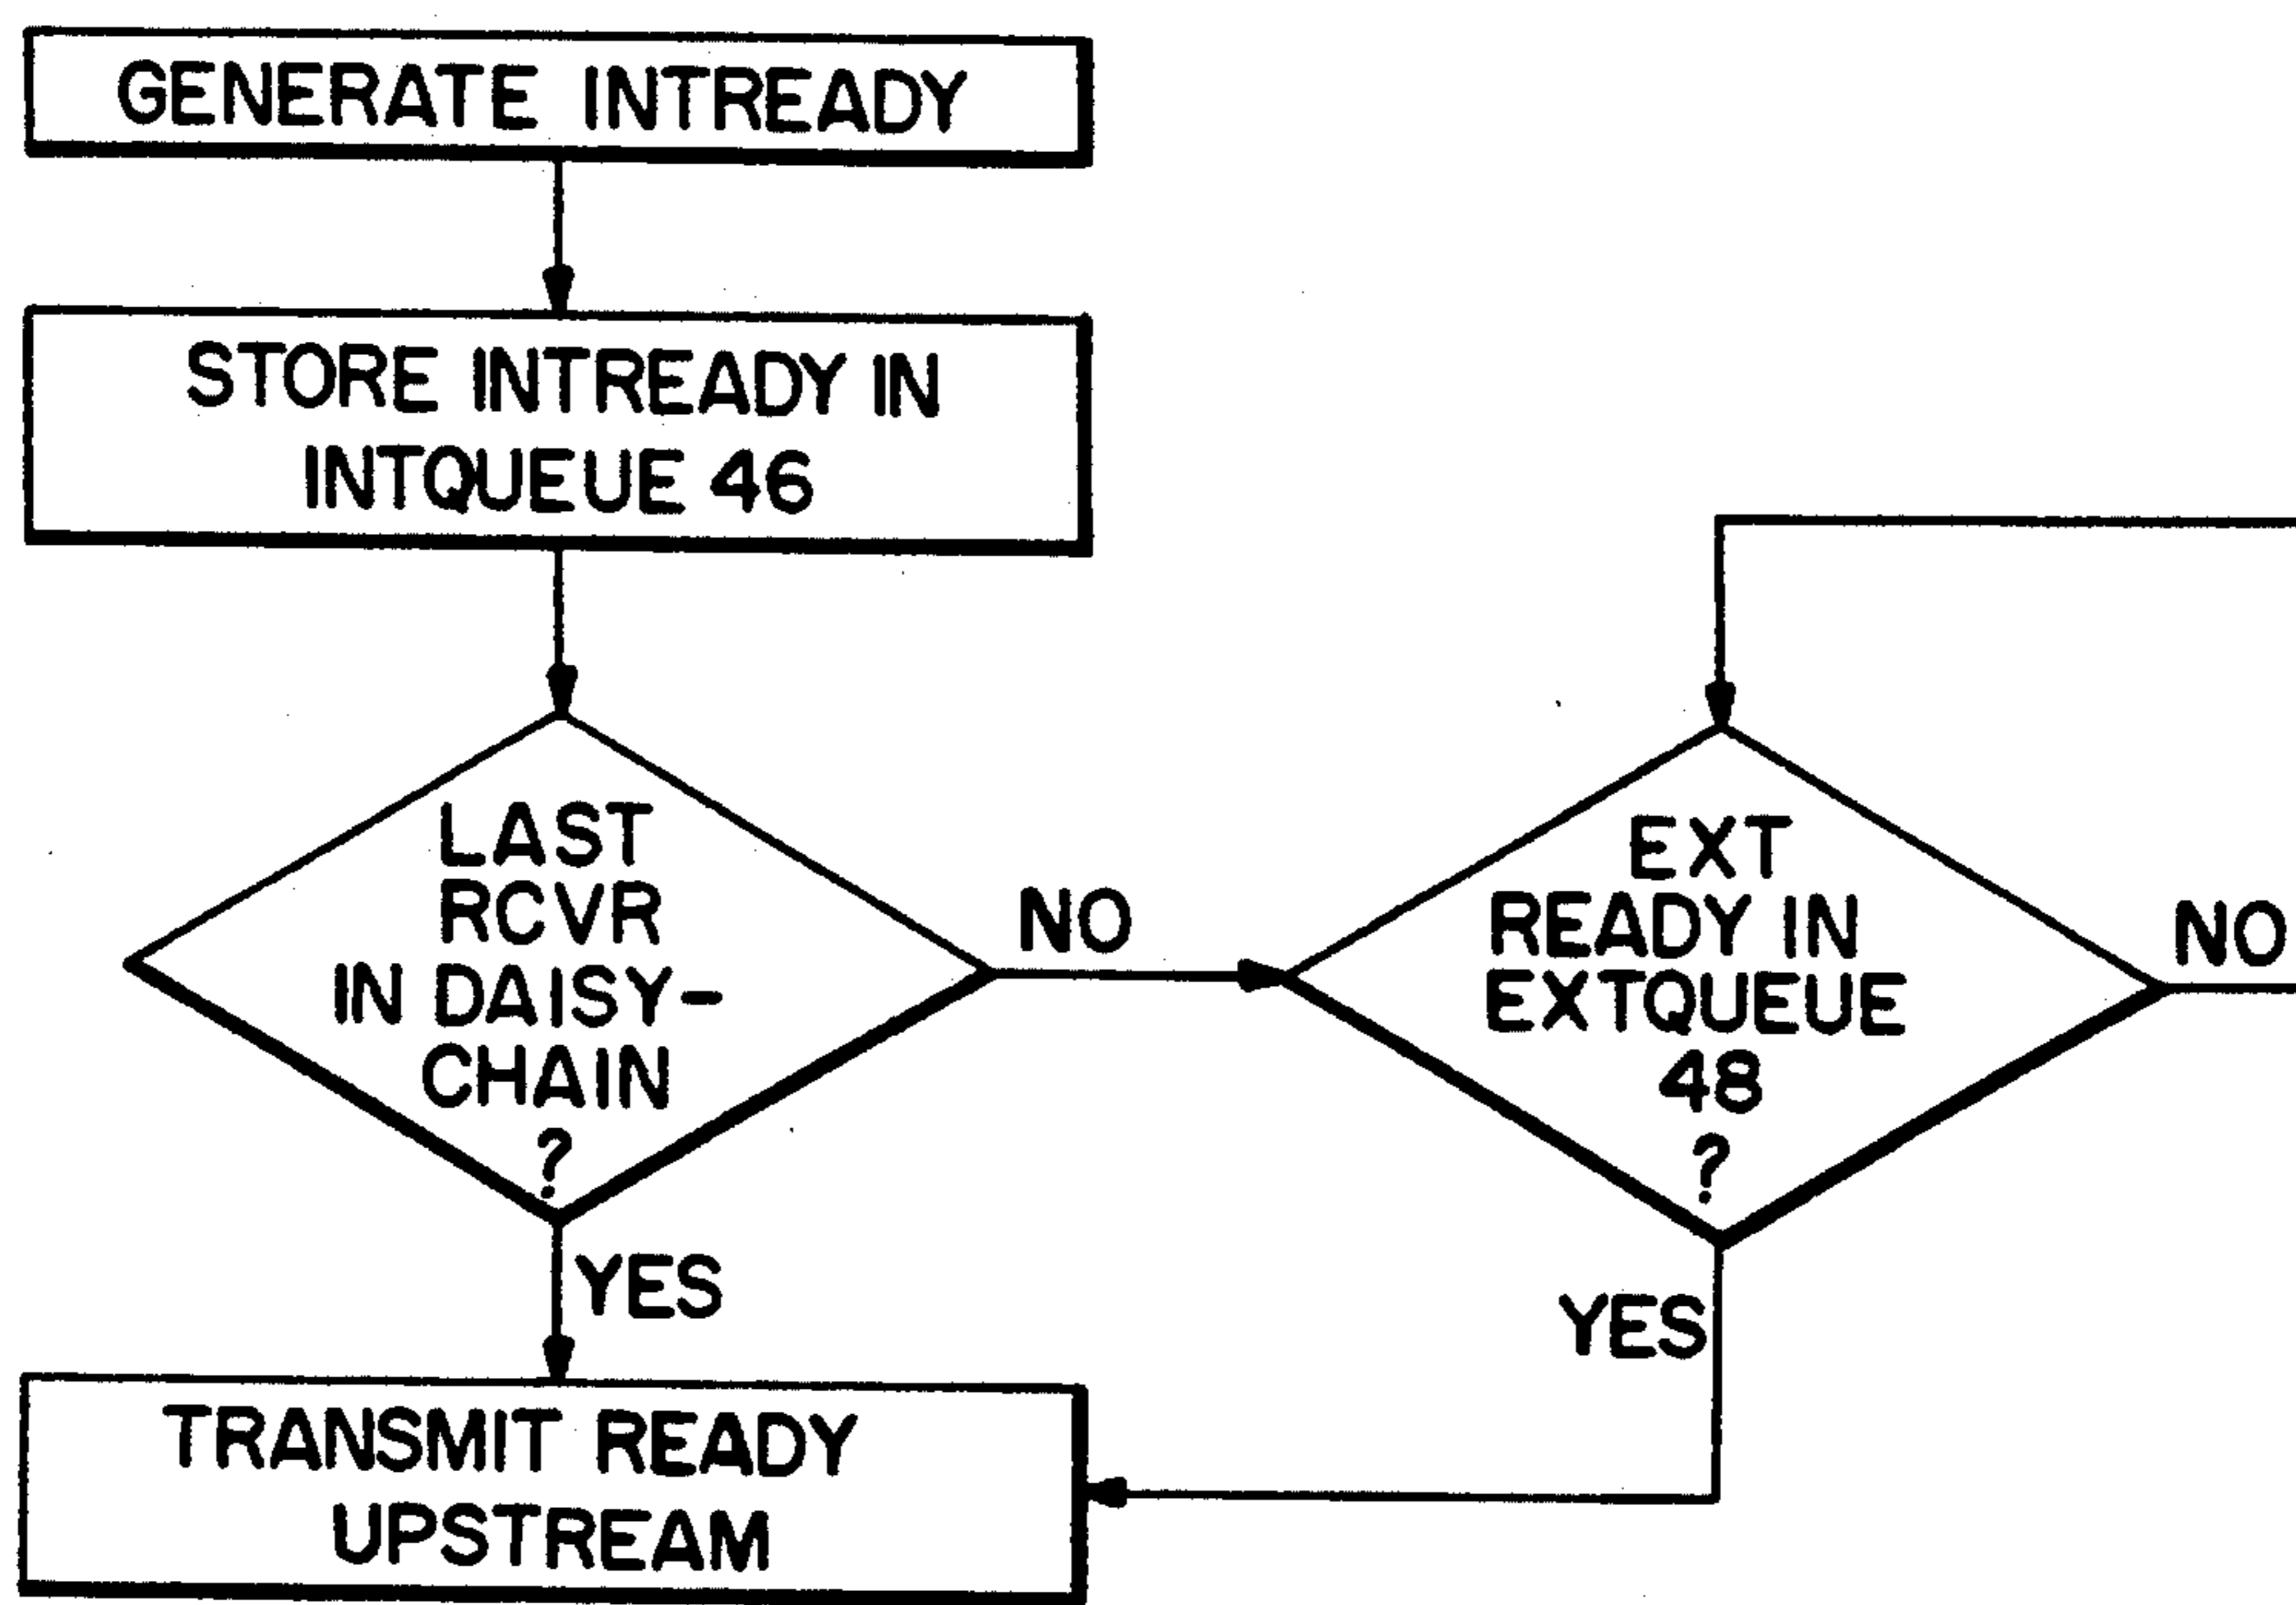 GENERATE INTREADY
STORE INTREADY IN
INTQUEUE 46
LAST
RCVR
IN DAISY-
CHAIN
?
NO
YES
EXT
READY IN
EXTQUEUE
48
?
NO
YES
TRANSMIT READY
UPSTREAM